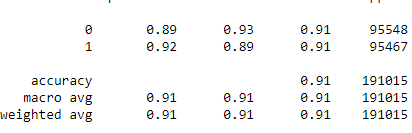 0 0.89 0.93 0.91 95548
1 0.92 0.89 0.91 95467
accuracy 0.91 191015
macro avg 0.91 0.91 0.91 191015
weighted avg 0.91 0.91 0.91 191015